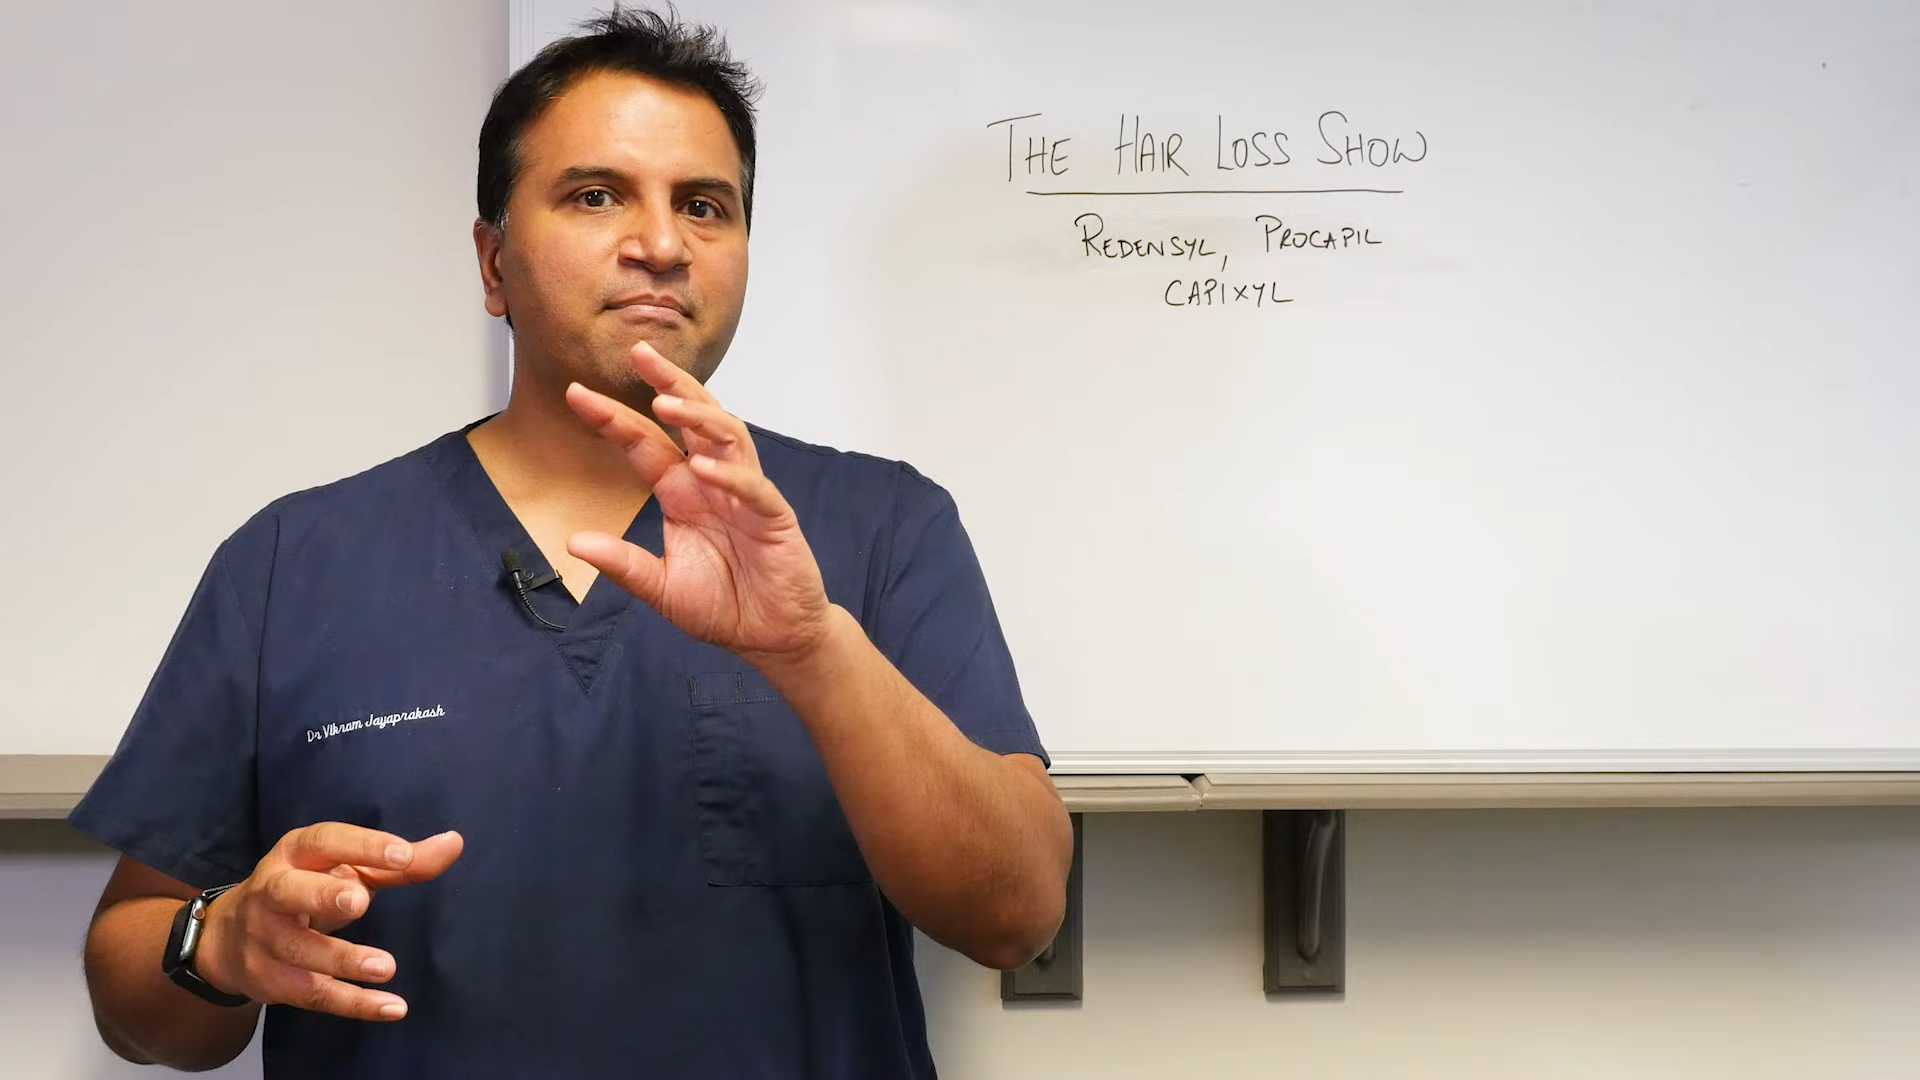 THE HAIR LOSS SHOW
REDENSYL, PROCAPIL
CAPIXYL
Dr Vikram Jayaprakash